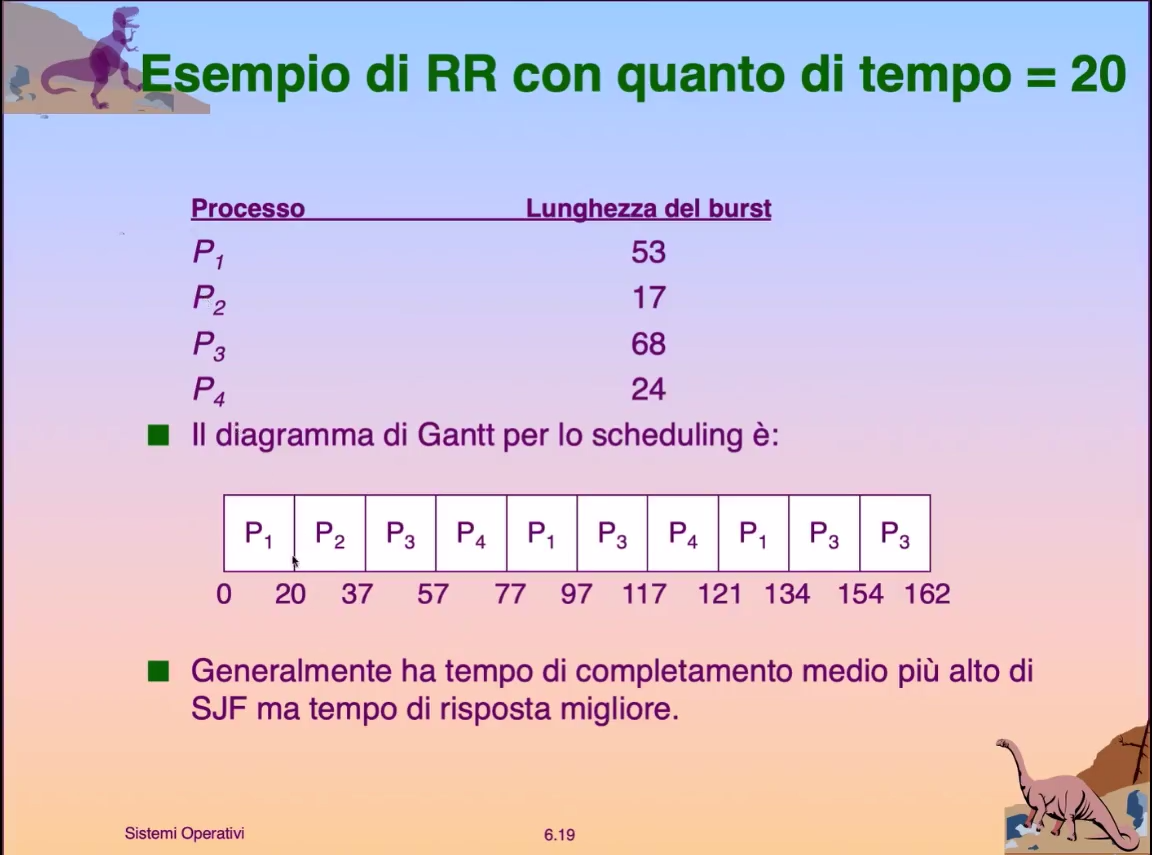 Esempio di RR con quanto di tempo = 20
Processo Lunghezza del burst
P1 53
P2 17
P3 68
P4 24
Il diagramma di Gantt per lo scheduling è:
P1 P2 P3 P4 P1 P3 P4 P1 P3 P3
0 20 37 57 77 97 117 121 134 154 162
Generalmente ha tempo di completamento medio più alto di
SJF ma tempo di risposta migliore.
Sistemi Operativi 6.19